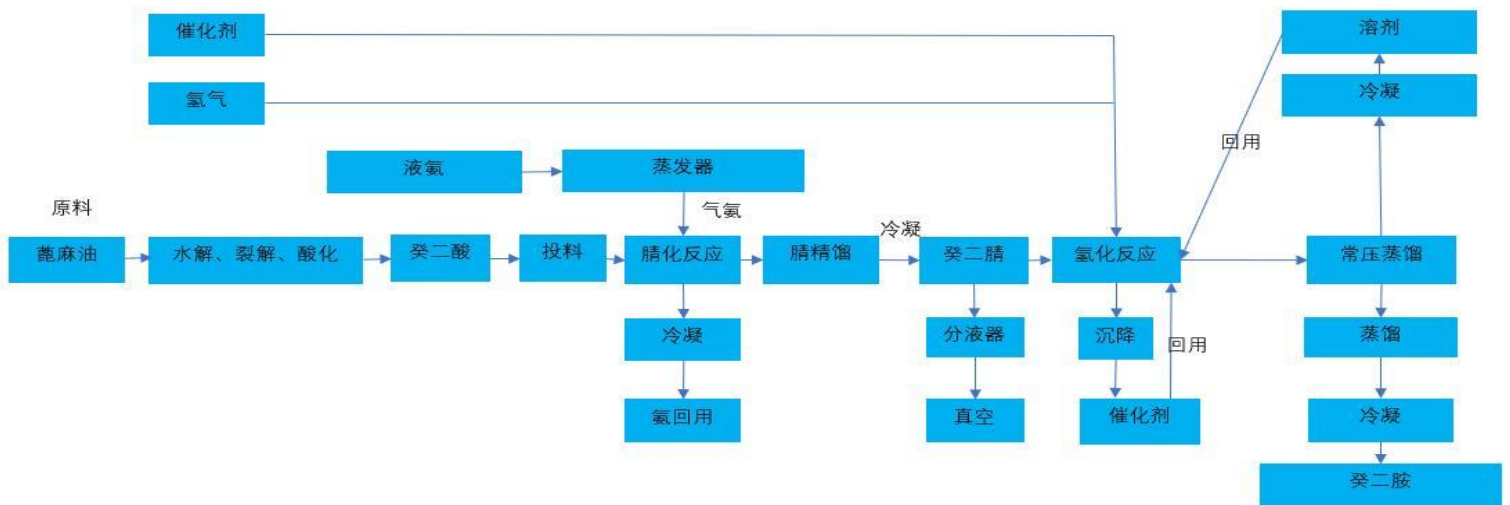 催化剂
溶剂
氢气
冷凝
回用
液氨
蒸发器
原料
气氨
冷凝
蓖麻油
水解、裂解、酸化
癸二酸
投料
腈化反应
腈精馏
癸二腈
氢化反应
常压蒸馏
冷凝
分液器
沉降
回用
蒸馏
氨回用
真空
催化剂
冷凝
癸二胺